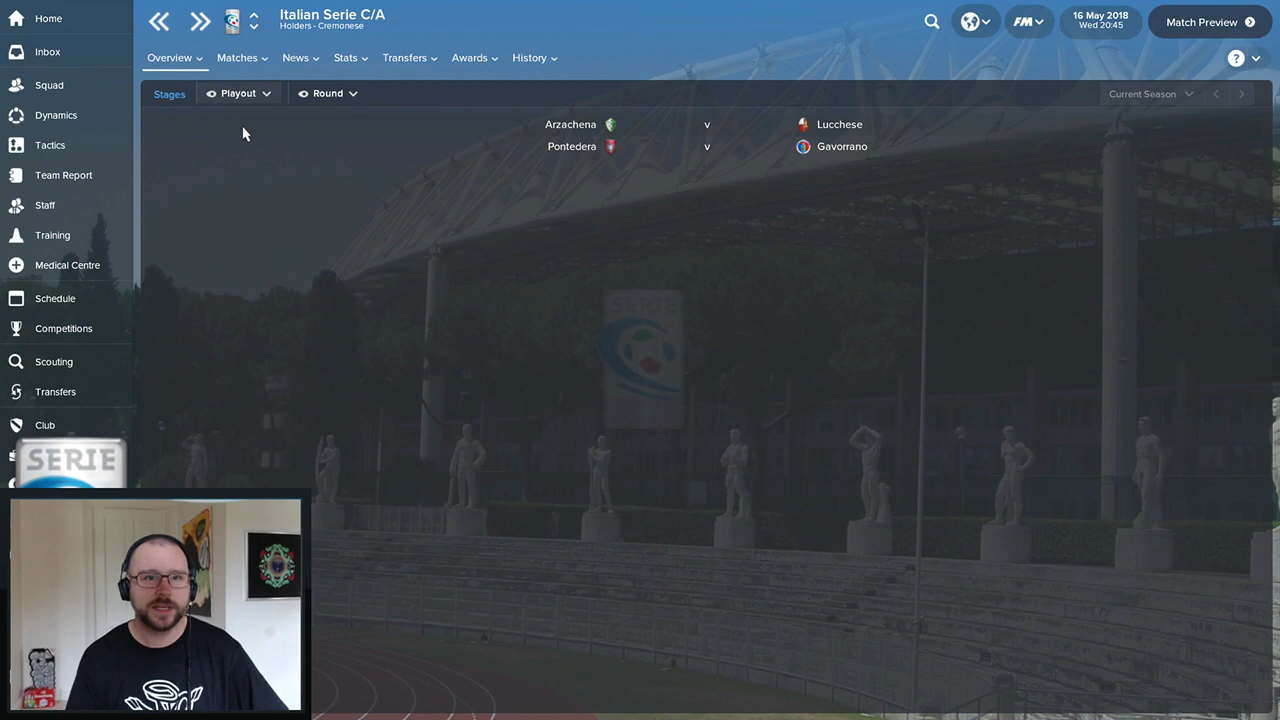 Home
Italian Serie C/A
Holders - Cremonese
FM
16 May 2018
Wed 20:45
Match Preview
Inbox
Overview
Matches
News
Stats
Transfers
Awards
History
?
Squad
Stages
Playout
Round
Current Season
Dynamics
Arzachena v Lucchese
Tactics
Pontedera v Gavorrano
Team Report
Staff
Training
Medical Centre
Schedule
Competitions
Scouting
Transfers
Club
SERIE
SERIE